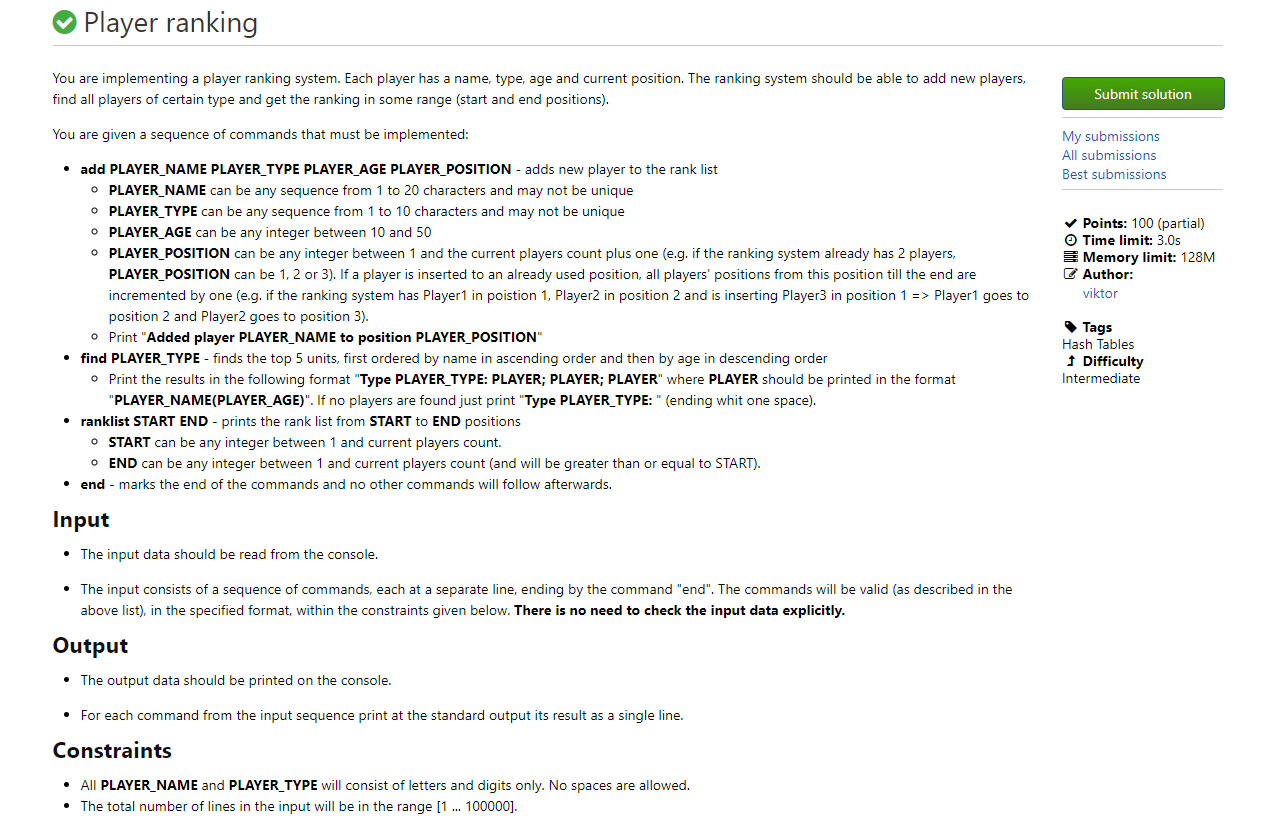 Player ranking
You are implementing a player ranking system. Each player has a name, type, age and current position. The ranking system should be able to add new players,
find all players of certain type and get the ranking in some range (start and end positions).
You are given a sequence of commands that must be implemented:
• add PLAYER_NAME PLAYER_TYPE PLAYER_AGE PLAYER_POSITION - adds new player to the rank list
◦ PLAYER_NAME can be any sequence from 1 to 20 characters and may not be unique
◦ PLAYER_TYPE can be any sequence from 1 to 10 characters and may not be unique
◦ PLAYER_AGE can be any integer between 10 and 50
◦ PLAYER_POSITION can be any integer between 1 and the current players count plus one (e.g. if the ranking system already has 2 players,
PLAYER_POSITION can be 1, 2 or 3). If a player is inserted to an already used position, all players' positions from this position till the end are
incremented by one (e.g. if the ranking system has Player1 in poistion 1, Player2 in position 2 and is inserting Player3 in position 1 => Player1 goes to
position 2 and Player2 goes to position 3).
◦ Print "Added player PLAYER_NAME to position PLAYER_POSITION"
• find PLAYER_TYPE - finds the top 5 units, first ordered by name in ascending order and then by age in descending order
◦ Print the results in the following format "Type PLAYER_TYPE: PLAYER; PLAYER; PLAYER" where PLAYER should be printed in the format
"PLAYER_NAME(PLAYER_AGE)". If no players are found just print "Type PLAYER_TYPE: " (ending whit one space).
• ranklist START END - prints the rank list from START to END positions
◦ START can be any integer between 1 and current players count.
◦ END can be any integer between 1 and current players count (and will be greater than or equal to START).
• end - marks the end of the commands and no other commands will follow afterwards.
Input
• The input data should be read from the console.
• The input consists of a sequence of commands, each at a separate line, ending by the command "end". The commands will be valid (as described in the
above list), in the specified format, within the constraints given below. There is no need to check the input data explicitly.
Output
• The output data should be printed on the console.
• For each command from the input sequence print at the standard output its result as a single line.
Constraints
• All PLAYER_NAME and PLAYER_TYPE will consist of letters and digits only. No spaces are allowed.
• The total number of lines in the input will be in the range [1 ... 100000].
Submit solution
My submissions
All submissions
Best submissions
Points: 100 (partial)
Time limit: 3.0s
Memory limit: 128M
Author:
viktor
Tags
Hash Tables
Difficulty
Intermediate